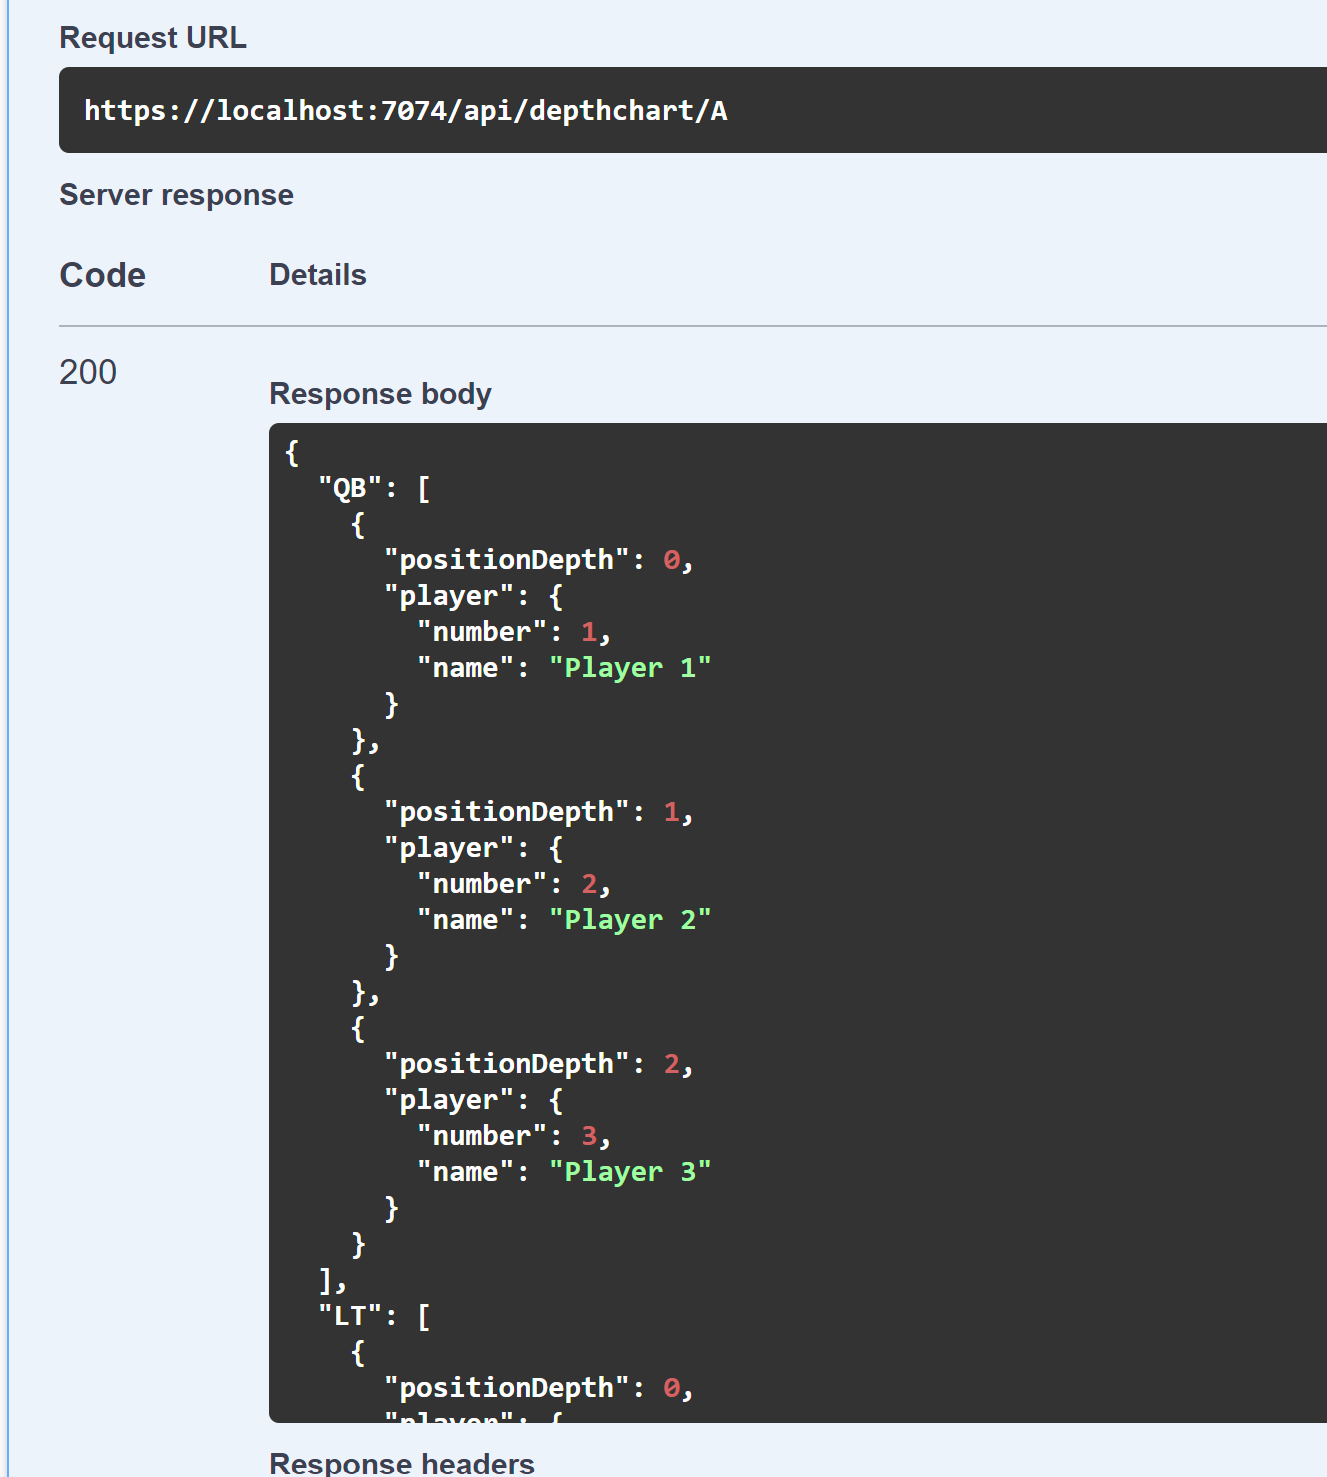 Request URL
https://localhost:7074/api/depthchart/A
Server response
Code Details
200
Response body
{
  "QB": [
    {
      "positionDepth": 0,
      "player": {
        "number": 1,
        "name": "Player 1"
      }
    },
    {
      "positionDepth": 1,
      "player": {
        "number": 2,
        "name": "Player 2"
      }
    },
    {
      "positionDepth": 2,
      "player": {
        "number": 3,
        "name": "Player 3"
      }
    }
  ],
  "LT": [
    {
      "positionDepth": 0,
      "player": {
Response headers